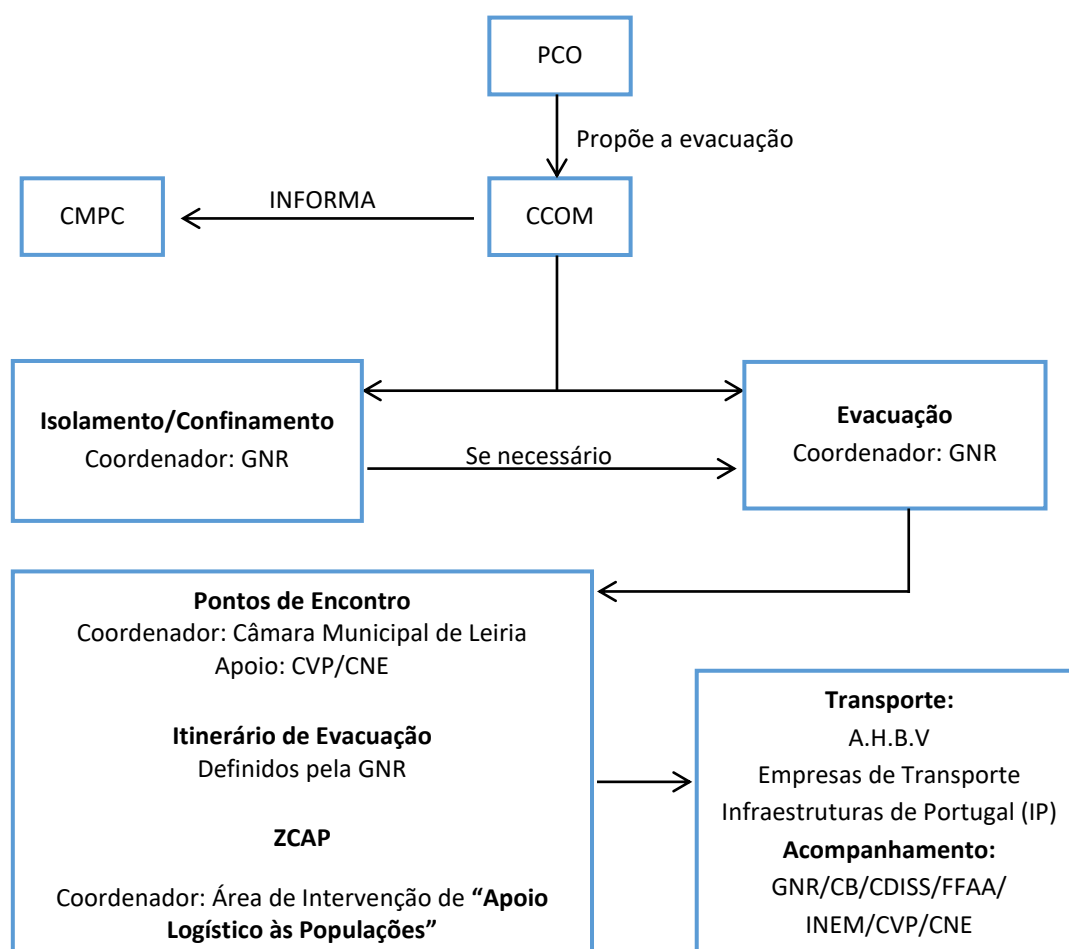 PCO
Propõe a evacuação
CMPC
INFORMA
CCOM
Isolamento/Confinamento
Coordenador: GNR
Se necessário
Evacuação
Coordenador: GNR
Pontos de Encontro
Coordenador: Câmara Municipal de Leiria
Apoio: CVP/CNE
Itinerário de Evacuação
Definidos pela GNR
ZCAP
Coordenador: Área de Intervenção de “Apoio
Logístico às Populações”
Transporte:
A.H.B.V
Empresas de Transporte
Infraestruturas de Portugal (IP)
Acompanhamento:
GNR/CB/CDISS/FFAA/
INEM/CVP/CNE